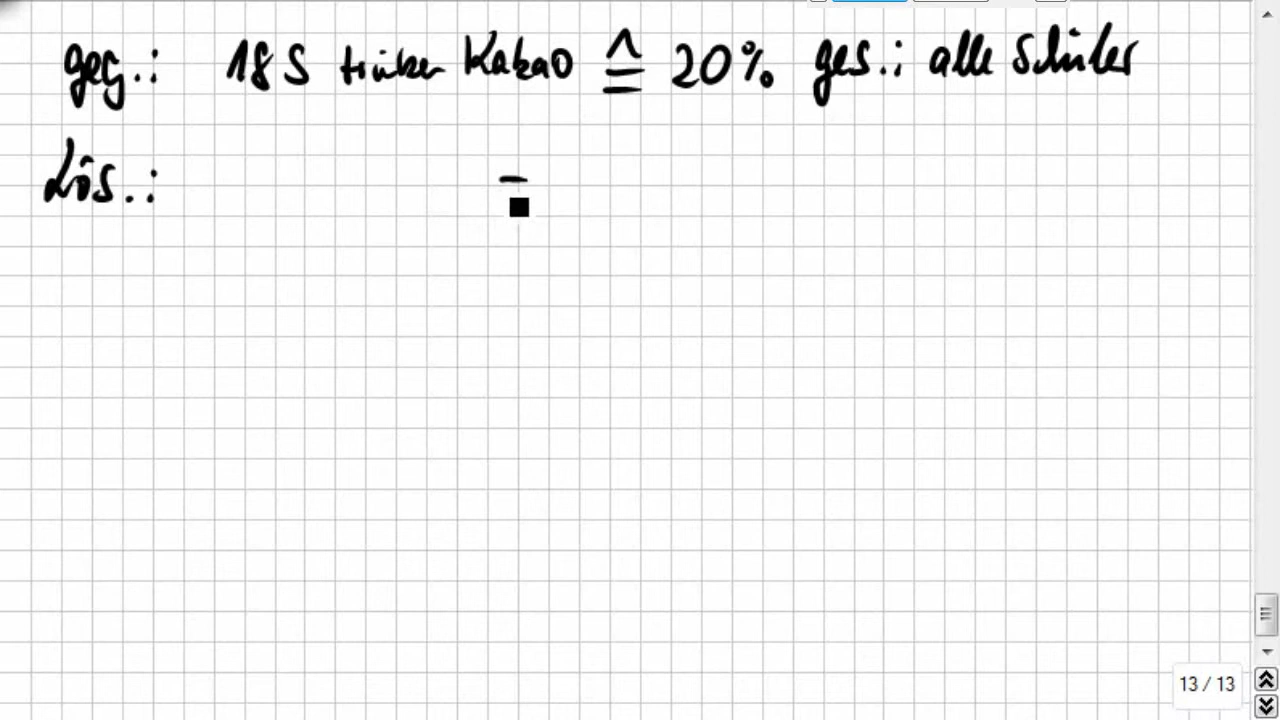 geg.: 18 S trinken Kakao ≙ 20% ges.: alle Schüler
Lös.: –
13 / 13